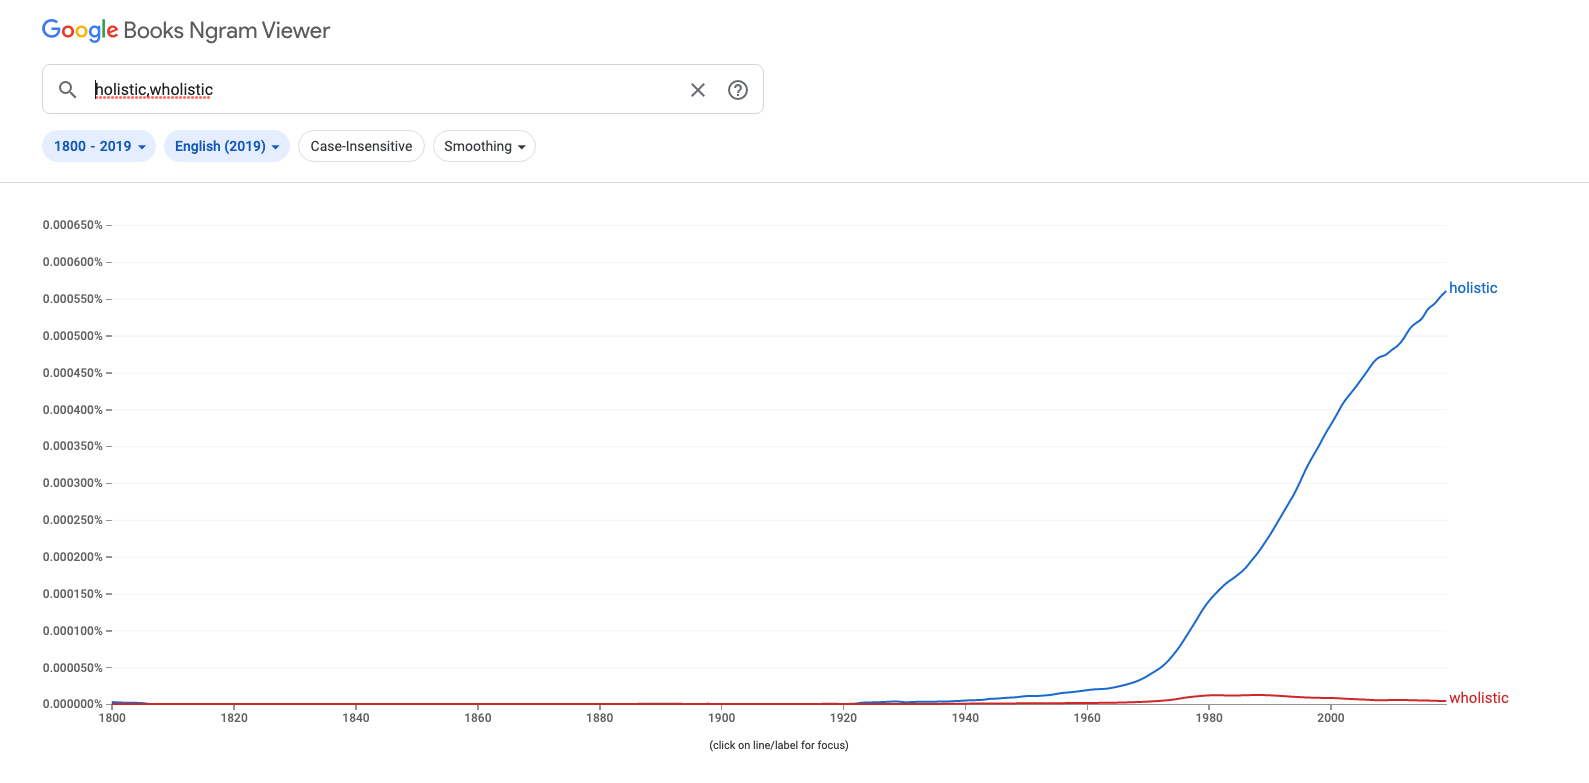 Google Books Ngram Viewer
holistic,wholistic
1800 - 2019 English (2019) Case-Insensitive Smoothing
0.000650%
0.000600%
0.000550%
holistic
0.000500%
0.000450%
0.000400%
0.000350%
0.000300%
0.000250%
0.000200%
0.000150%
0.000100%
0.000050%
0.000000%
wholistic
1800 1820 1840 1860 1880 1900 1920 1940 1960 1980 2000
(click on line/label for focus)